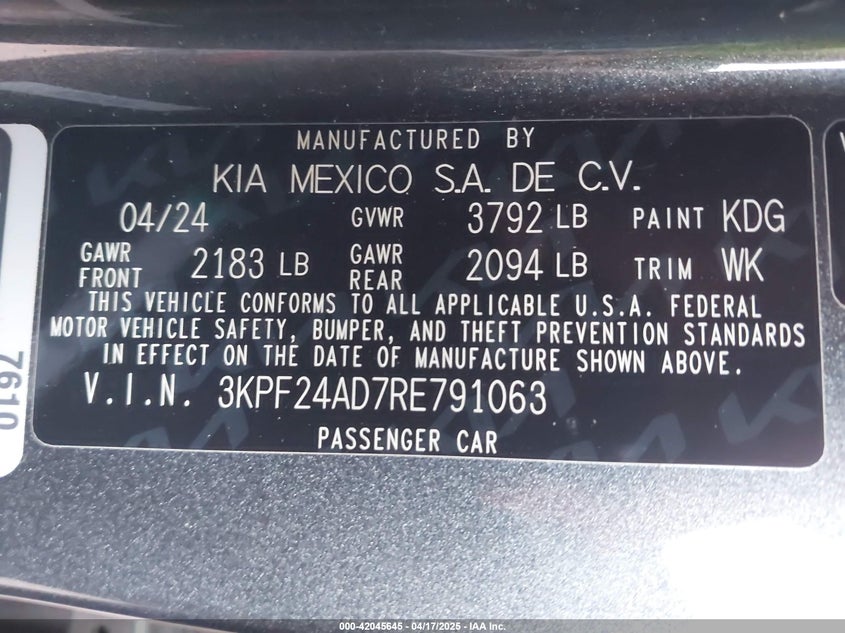 MANUFACTURED BY
KIA MEXICO S.A. DE C.V.
04/24 GVWR 3792 LB PAINT KDG
GAWR FRONT 2183 LB GAWR REAR 2094 LB TRIM WK
THIS VEHICLE CONFORMS TO ALL APPLICABLE U.S.A. FEDERAL
MOTOR VEHICLE SAFETY, BUMPER, AND THEFT PREVENTION STANDARDS
IN EFFECT ON THE DATE OF MANUFACTURE SHOWN ABOVE.
V.I.N. 3KPF24AD7RE791063
PASSENGER CAR
7610
000-42045645 - 04/17/2025 - IAA Inc.